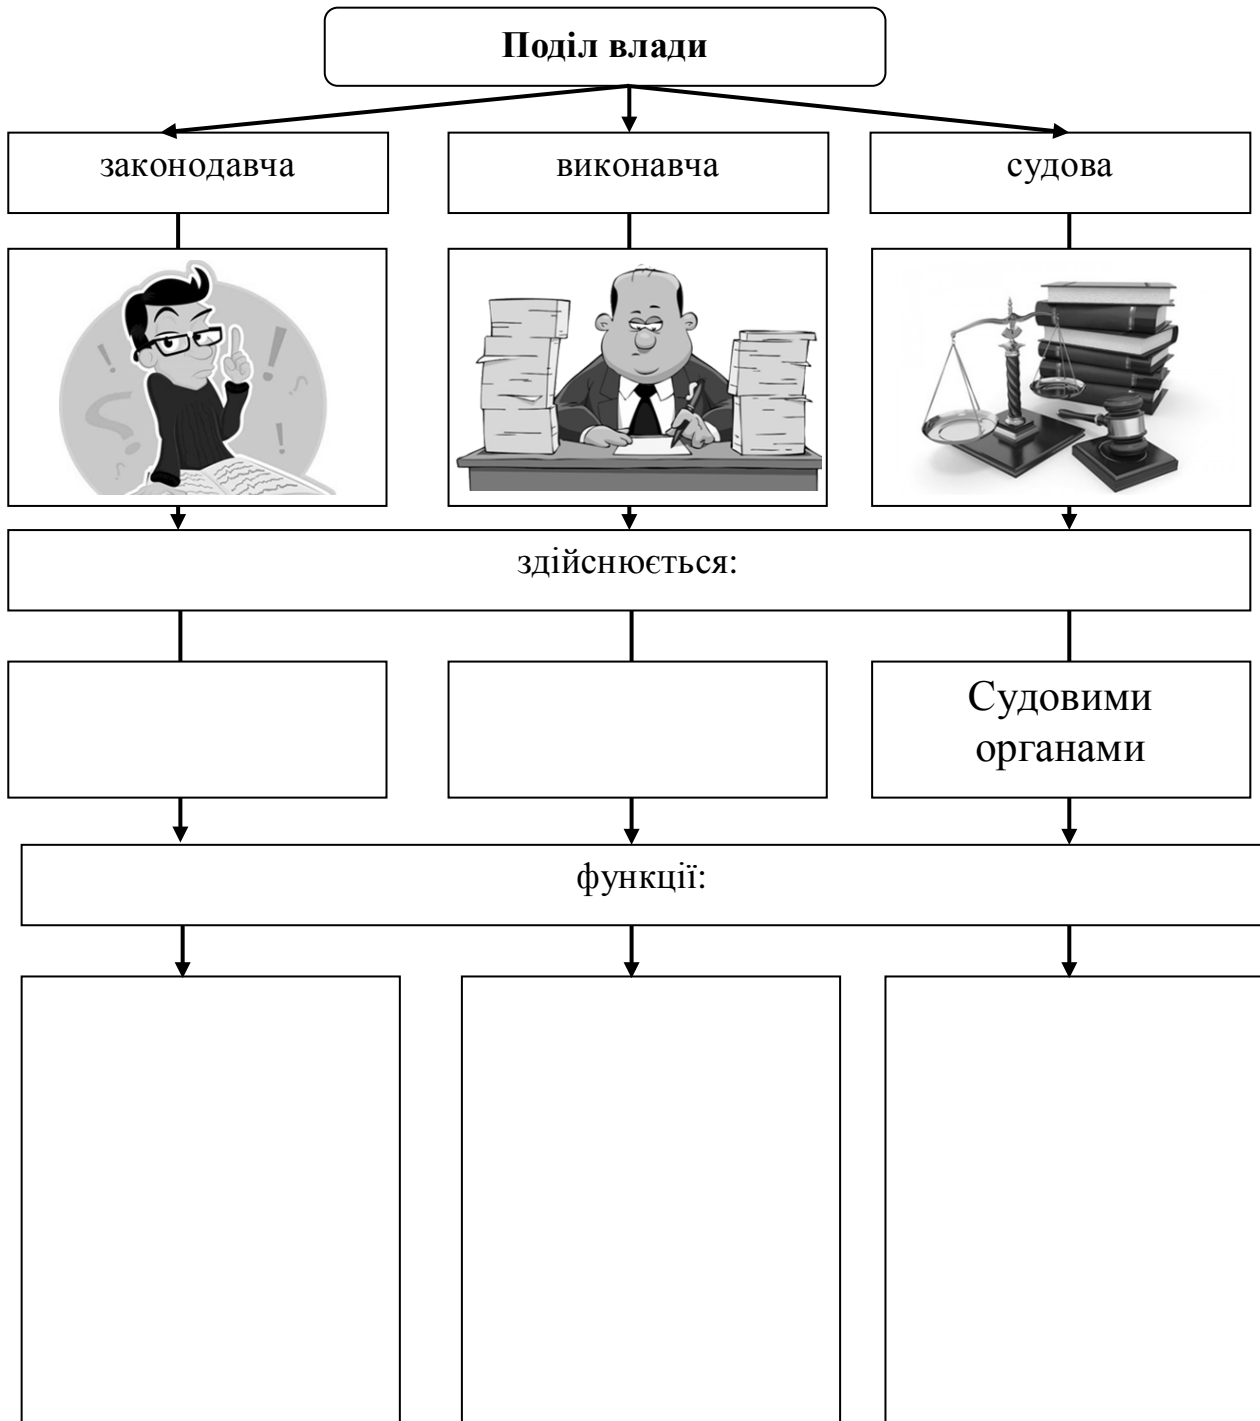 Поділ влади
законодавча
виконавча
судова
здійснюється:
Судовими
органами
функції: